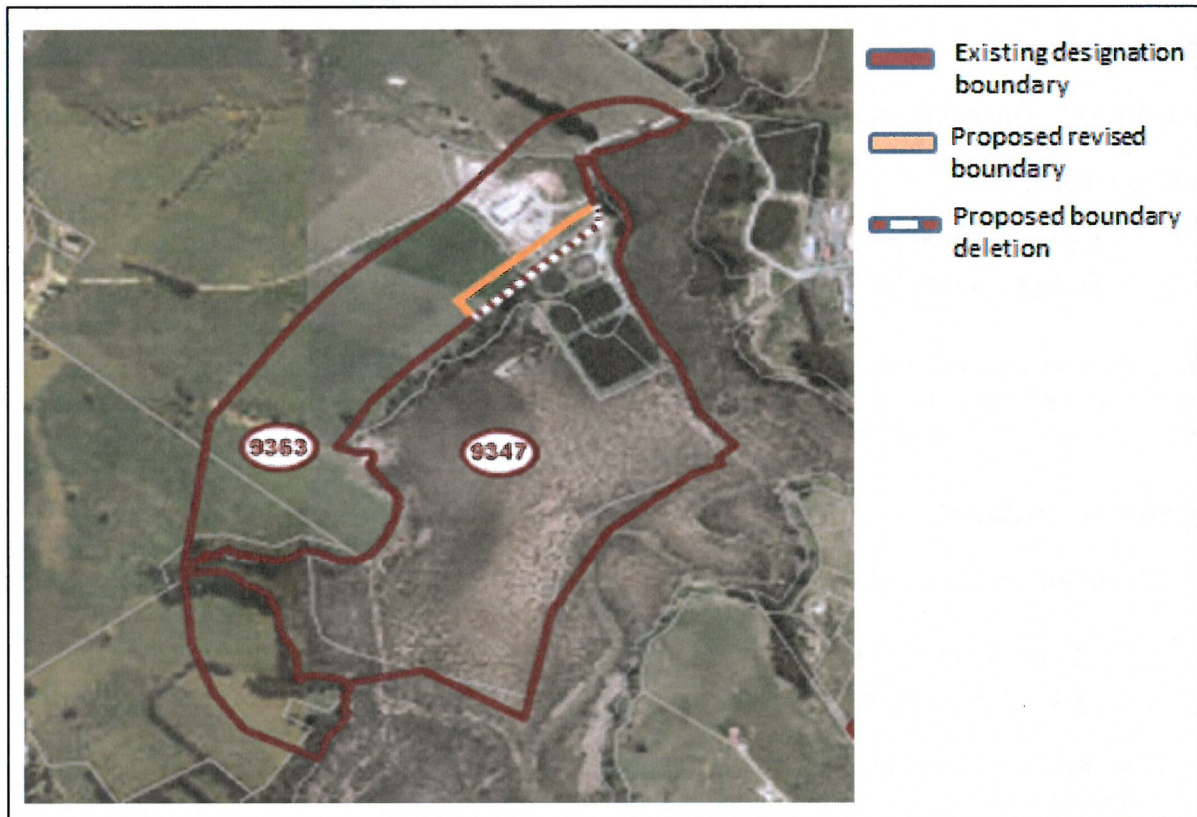 Existing designation
boundary
Proposed revised
boundary
Proposed boundary
deletion
9363
9347